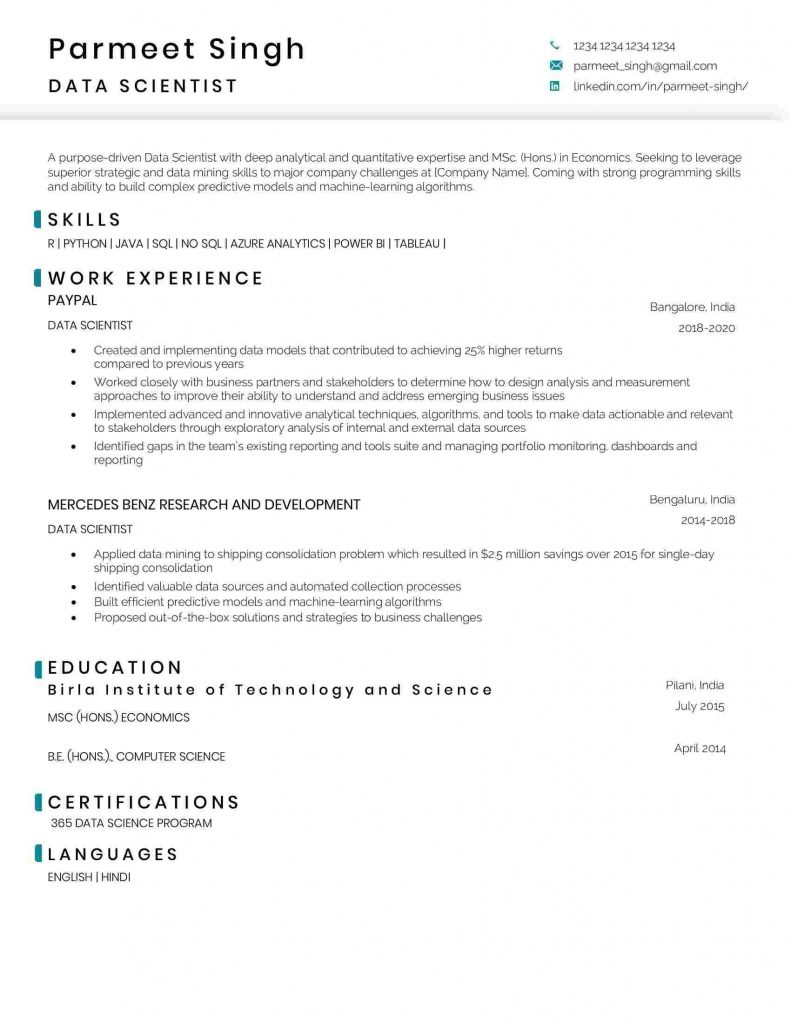 Parmeet Singh
DATA SCIENTIST
1234 1234 1234 1234
parmeet_singh@gmail.com
linkedin.com/in/parmeet-singh/
A purpose-driven Data Scientist with deep analytical and quantitative expertise and MSc. (Hons.) in Economics. Seeking to leverage
superior strategic and data mining skills to major company challenges at [Company Name]. Coming with strong programming skills
and ability to build complex predictive models and machine-learning algorithms.
SKILLS
R | PYTHON | JAVA | SQL | NO SQL | AZURE ANALYTICS | POWER BI | TABLEAU |
WORK EXPERIENCE
PAYPAL
Bangalore, India
DATA SCIENTIST
2018-2020
• Created and implementing data models that contributed to achieving 25% higher returns
compared to previous years
• Worked closely with business partners and stakeholders to determine how to design analysis and measurement
approaches to improve their ability to understand and address emerging business issues
• Implemented advanced and innovative analytical techniques, algorithms, and tools to make data actionable and relevant
to stakeholders through exploratory analysis of internal and external data sources
• Identified gaps in the team's existing reporting and tools suite and managing portfolio monitoring, dashboards and
reporting
MERCEDES BENZ RESEARCH AND DEVELOPMENT
Bengaluru, India
DATA SCIENTIST
2014-2018
• Applied data mining to shipping consolidation problem which resulted in $2.5 million savings over 2015 for single-day
shipping consolidation
• Identified valuable data sources and automated collection processes
• Built efficient predictive models and machine-learning algorithms
• Proposed out-of-the-box solutions and strategies to business challenges
EDUCATION
Birla Institute of Technology and Science
Pilani, India
MSC (HONS.) ECONOMICS
July 2015
B.E. (HONS.)., COMPUTER SCIENCE
April 2014
CERTIFICATIONS
365 DATA SCIENCE PROGRAM
LANGUAGES
ENGLISH | HINDI